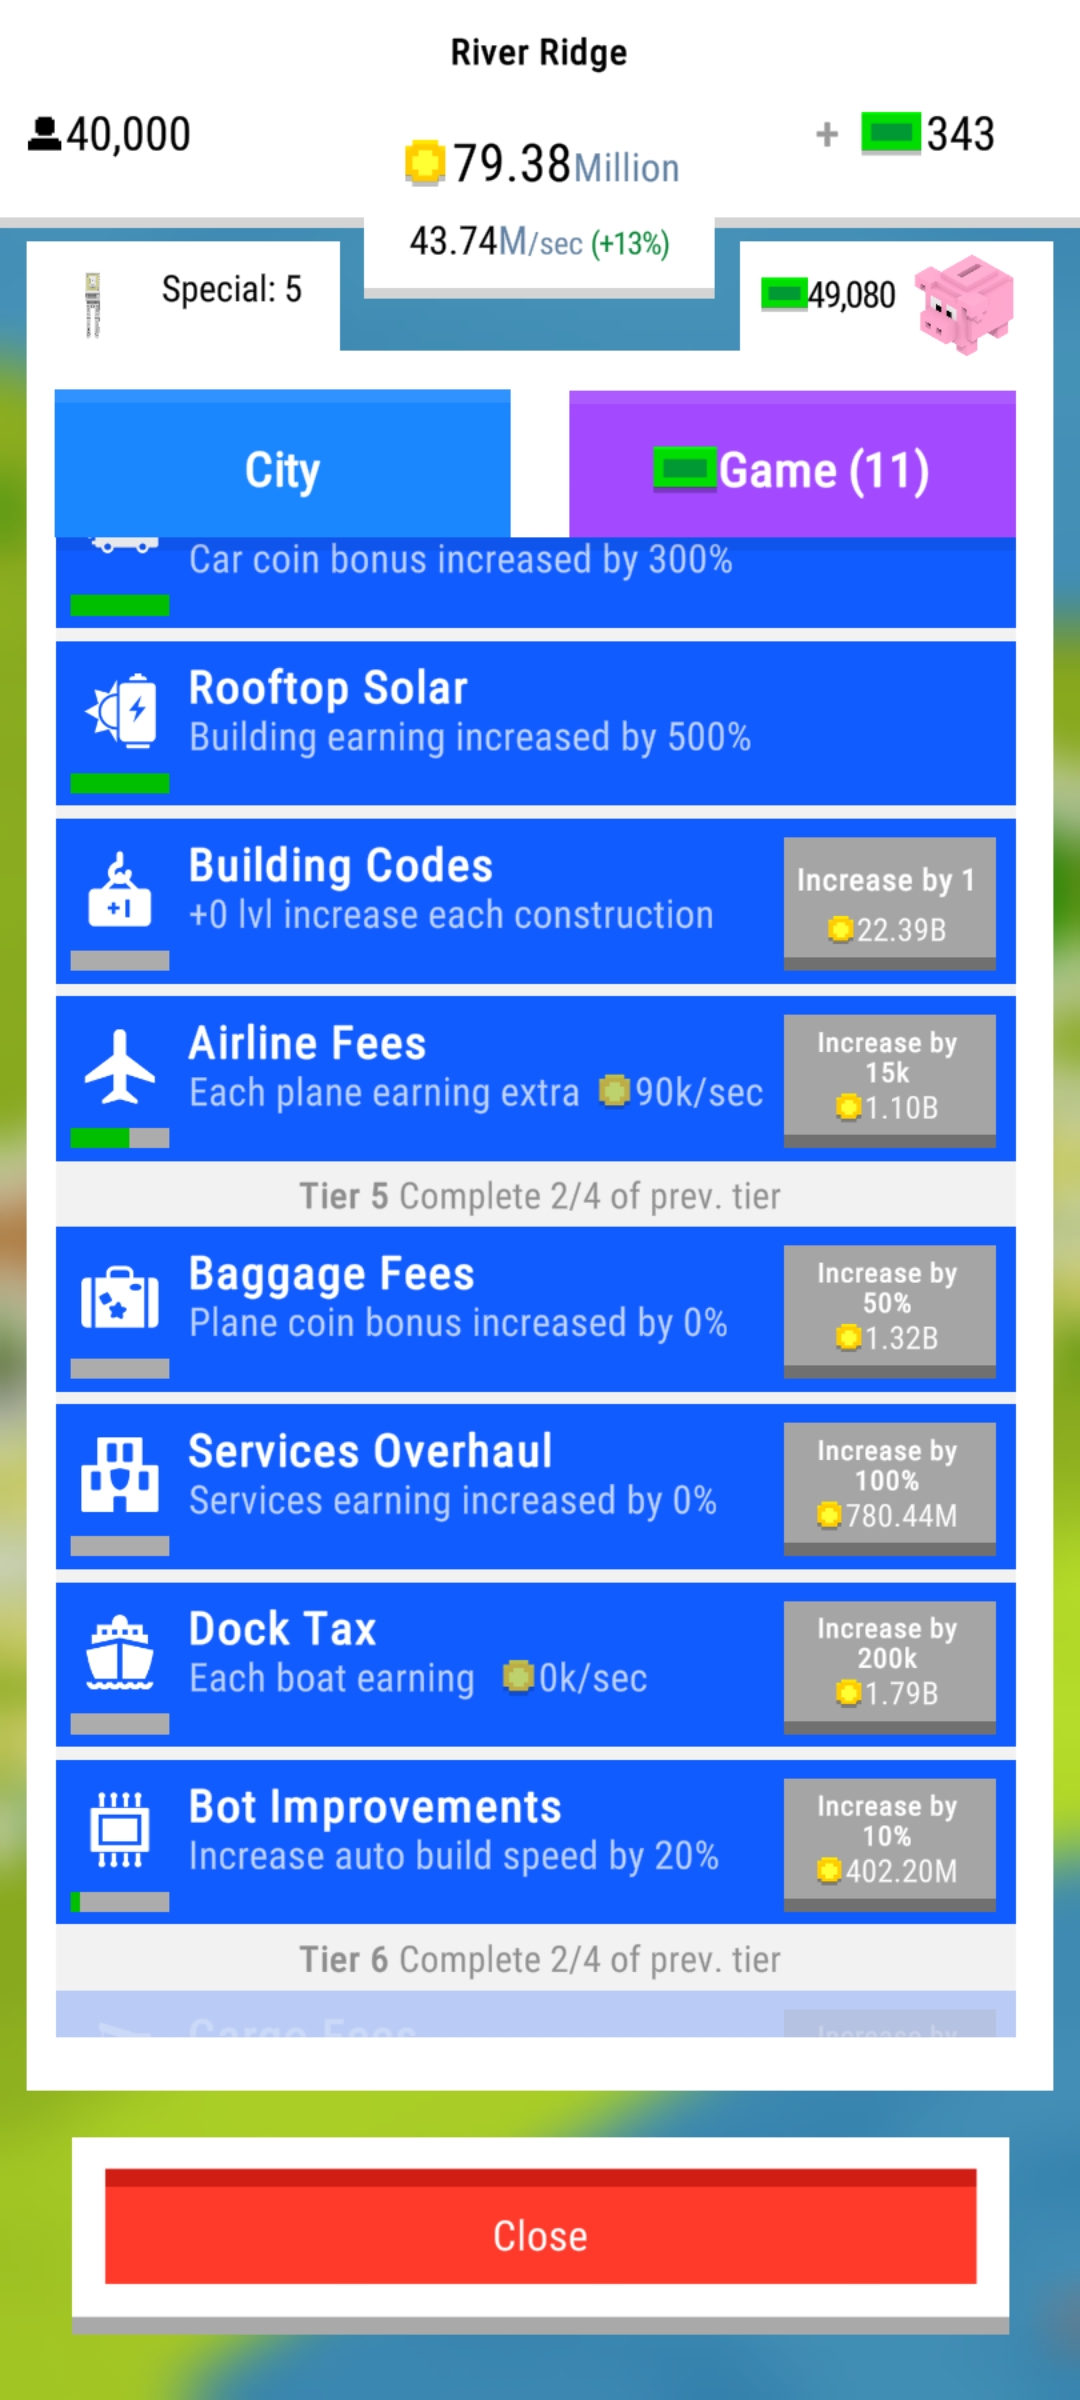 River Ridge
40,000
79.38Million
+ 343
43.74M/sec (+13%)
Special: 5
49,080
City
Game (11)
Car coin bonus increased by 300%
Rooftop Solar
Building earning increased by 500%
Building Codes
+0 lvl increase each construction
+1
Increase by 1
22.39B
Airline Fees
Each plane earning extra 90k/sec
Increase by
15k
1.10B
Tier 5 Complete 2/4 of prev. tier
Baggage Fees
Plane coin bonus increased by 0%
Increase by
50%
1.32B
Services Overhaul
Services earning increased by 0%
Increase by
100%
780.44M
Dock Tax
Each boat earning 0k/sec
Increase by
200k
1.79B
Bot Improvements
Increase auto build speed by 20%
Increase by
10%
402.20M
Tier 6 Complete 2/4 of prev. tier
Cargo Fees
Increase by
Close